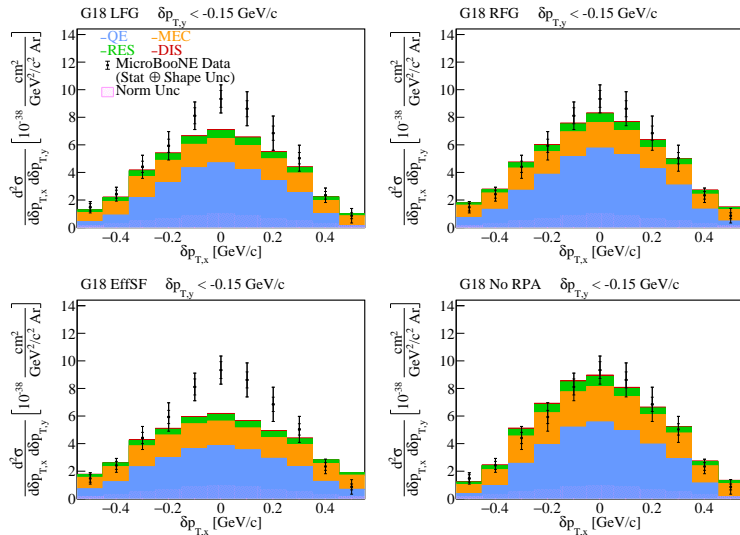 G18 LFG δp_T,y < -0.15 GeV/c
14
12
10
8
6
4
2
0
QE MEC
RES DIS
MicroBooNE Data
(Stat ⊕ Shape Unc)
Norm Unc
d²σ / dδp_T,x dδp_T,y [10⁻³⁸ cm² / GeV²/c² Ar]
−0.4 −0.2 0 0.2 0.4
δp_T,x [GeV/c]
G18 RFG δp_T,y < -0.15 GeV/c
14
12
10
8
6
4
2
0
d²σ / dδp_T,x dδp_T,y [10⁻³⁸ cm² / GeV²/c² Ar]
−0.4 −0.2 0 0.2 0.4
δp_T,x [GeV/c]
G18 EffSF δp_T,y < -0.15 GeV/c
14
12
10
8
6
4
2
0
d²σ / dδp_T,x dδp_T,y [10⁻³⁸ cm² / GeV²/c² Ar]
−0.4 −0.2 0 0.2 0.4
δp_T,x [GeV/c]
G18 No RPA δp_T,y < -0.15 GeV/c
14
12
10
8
6
4
2
0
d²σ / dδp_T,x dδp_T,y [10⁻³⁸ cm² / GeV²/c² Ar]
−0.4 −0.2 0 0.2 0.4
δp_T,x [GeV/c]